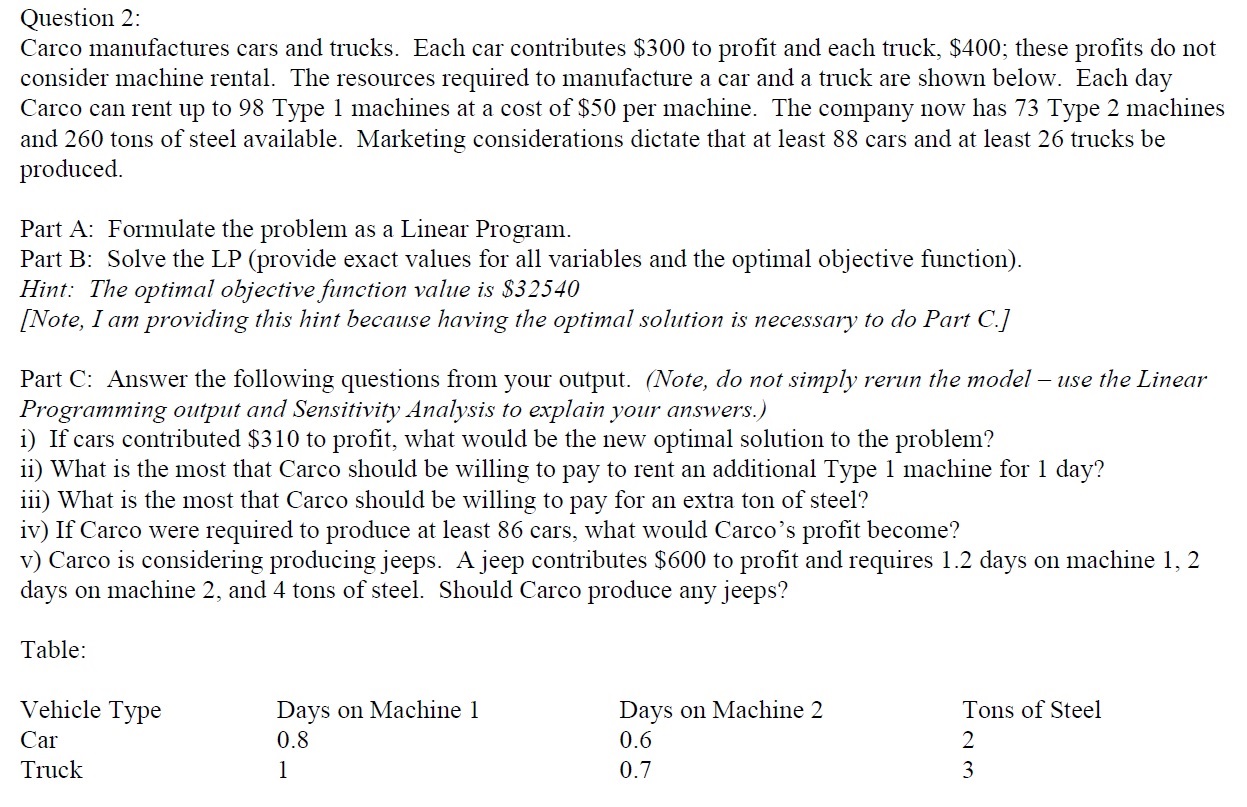 Question 2:
Carco manufactures cars and trucks.  Each car contributes $300 to profit and each truck, $400; these profits do not
consider machine rental.  The resources required to manufacture a car and a truck are shown below.  Each day
Carco can rent up to 98 Type 1 machines at a cost of $50 per machine.  The company now has 73 Type 2 machines
and 260 tons of steel available.  Marketing considerations dictate that at least 88 cars and at least 26 trucks be
produced.
Part A:  Formulate the problem as a Linear Program.
Part B:  Solve the LP (provide exact values for all variables and the optimal objective function).
Hint:  The optimal objective function value is $32540
[Note, I am providing this hint because having the optimal solution is necessary to do Part C.]
Part C:  Answer the following questions from your output.  (Note, do not simply rerun the model – use the Linear
Programming output and Sensitivity Analysis to explain your answers.)
i)  If cars contributed $310 to profit, what would be the new optimal solution to the problem?
ii) What is the most that Carco should be willing to pay to rent an additional Type 1 machine for 1 day?
iii) What is the most that Carco should be willing to pay for an extra ton of steel?
iv) If Carco were required to produce at least 86 cars, what would Carco's profit become?
v) Carco is considering producing jeeps.  A jeep contributes $600 to profit and requires 1.2 days on machine 1, 2
days on machine 2, and 4 tons of steel.  Should Carco produce any jeeps?
Table:
Vehicle Type Days on Machine 1 Days on Machine 2 Tons of Steel
Car 0.8 0.6 2
Truck 1 0.7 3